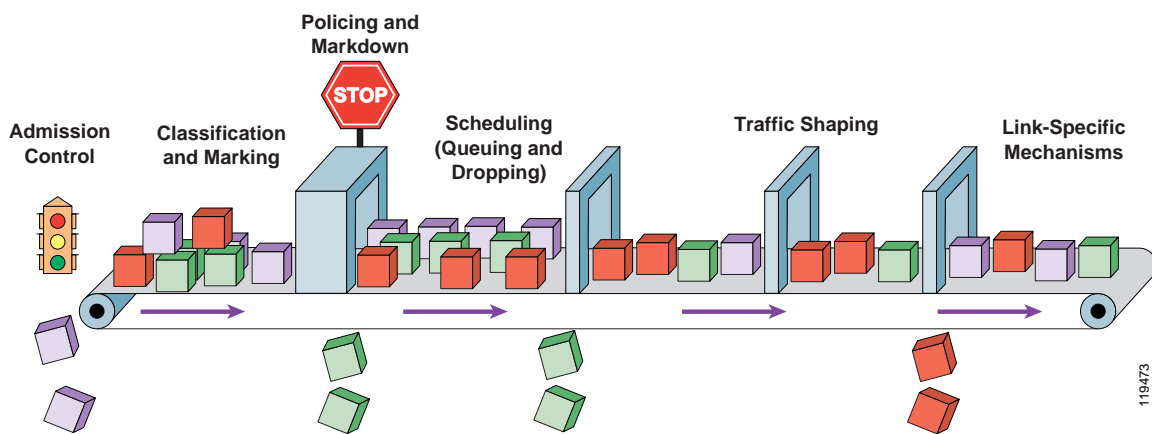 Policing and
Markdown
STOP
Admission
Control
Classification
and Marking
Scheduling
(Queuing and
Dropping)
Traffic Shaping
Link-Specific
Mechanisms
119473